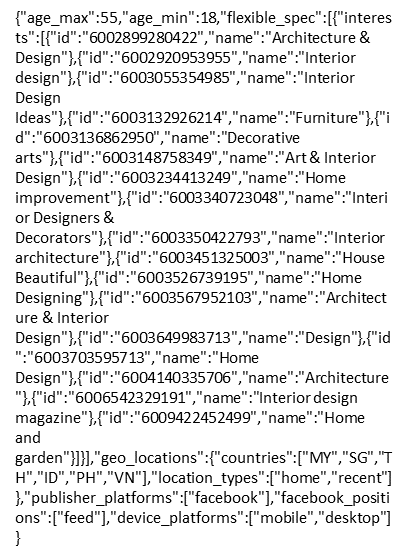 {"age_max":55,"age_min":18,"flexible_spec":[{"interes
ts":[{"id":"6002899280422","name":"Architecture &
Design"},{"id":"6002920953955","name":"Interior
design"},{"id":"6003055354985","name":"Interior
Design
Ideas"},{"id":"6003132926214","name":"Furniture"},{"i
d":"6003136862950","name":"Decorative
arts"},{"id":"6003148758349","name":"Art & Interior
Design"},{"id":"6003234413249","name":"Home
improvement"},{"id":"6003340723048","name":"Interi
or Designers &
Decorators"},{"id":"6003350422793","name":"Interior
architecture"},{"id":"6003451325003","name":"House
Beautiful"},{"id":"6003526739195","name":"Home
Designing"},{"id":"6003567952103","name":"Architect
ure & Interior
Design"},{"id":"6003649983713","name":"Design"},{"id
":"6003703595713","name":"Home
Design"},{"id":"6004140335706","name":"Architecture
"},{"id":"6006542329191","name":"Interior design
magazine"},{"id":"6009422452499","name":"Home
and
garden"}]}],"geo_locations":{"countries":["MY","SG","T
H","ID","PH","VN"],"location_types":["home","recent"]
},"publisher_platforms":["facebook"],"facebook_positi
ons":["feed"],"device_platforms":["mobile","desktop"]
}